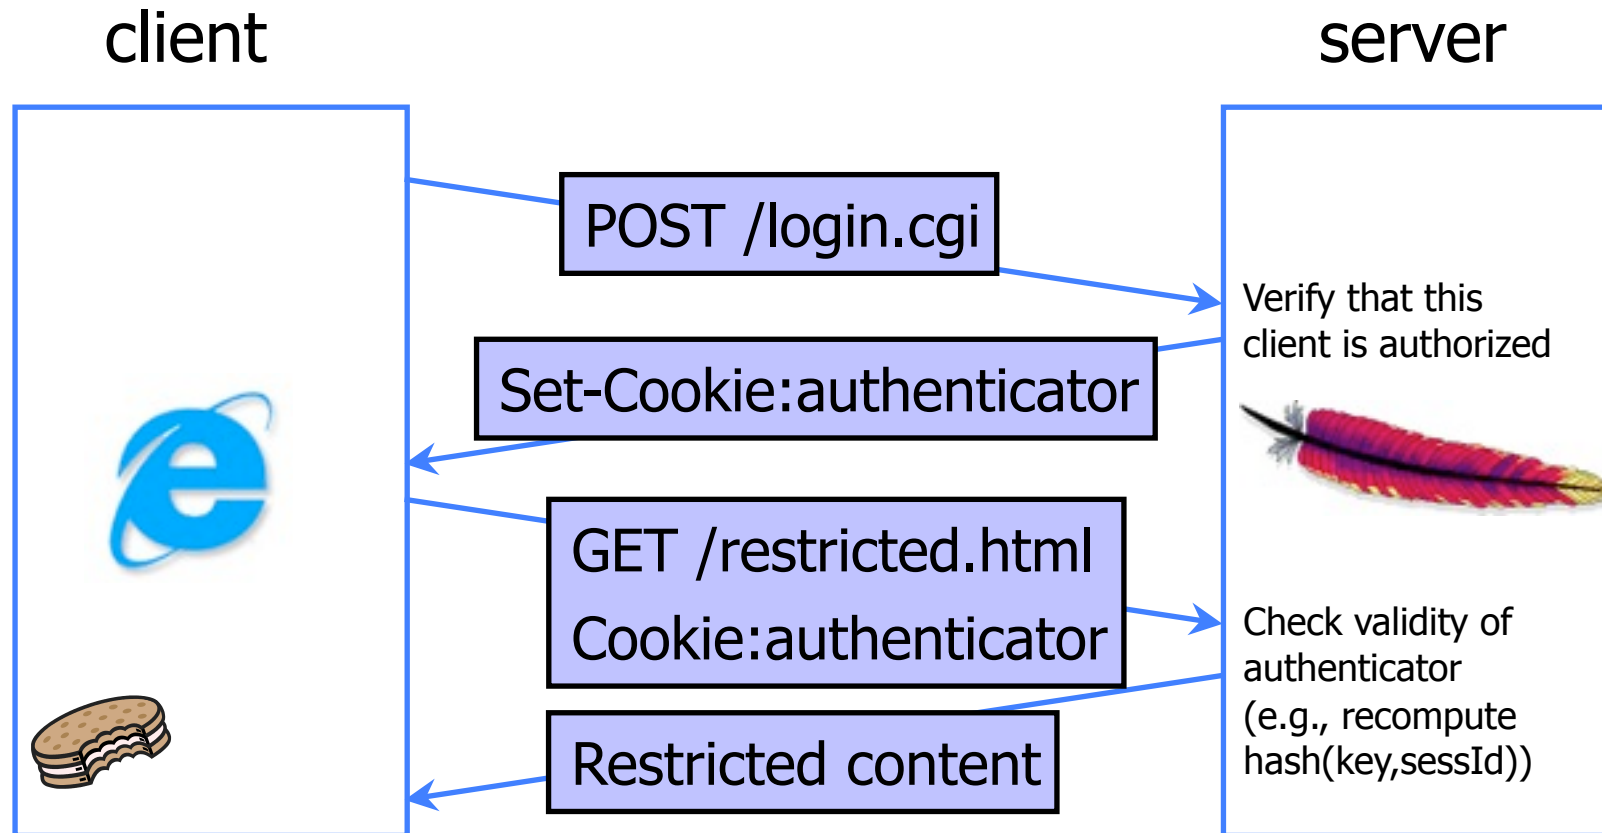 client
server
POST /login.cgi
Verify that this
client is authorized
Set-Cookie:authenticator
GET /restricted.html
Cookie:authenticator
Check validity of
authenticator
(e.g., recompute
hash(key,sessId))
Restricted content